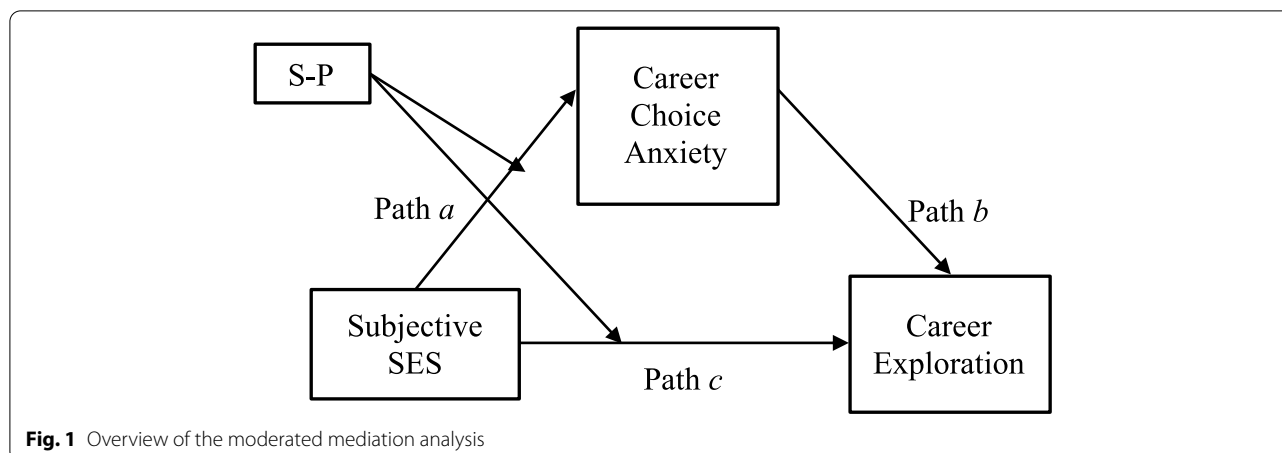 S-P
Career
Choice
Anxiety
Path a
Path b
Subjective
SES
Career
Exploration
Path c
Fig. 1 Overview of the moderated mediation analysis